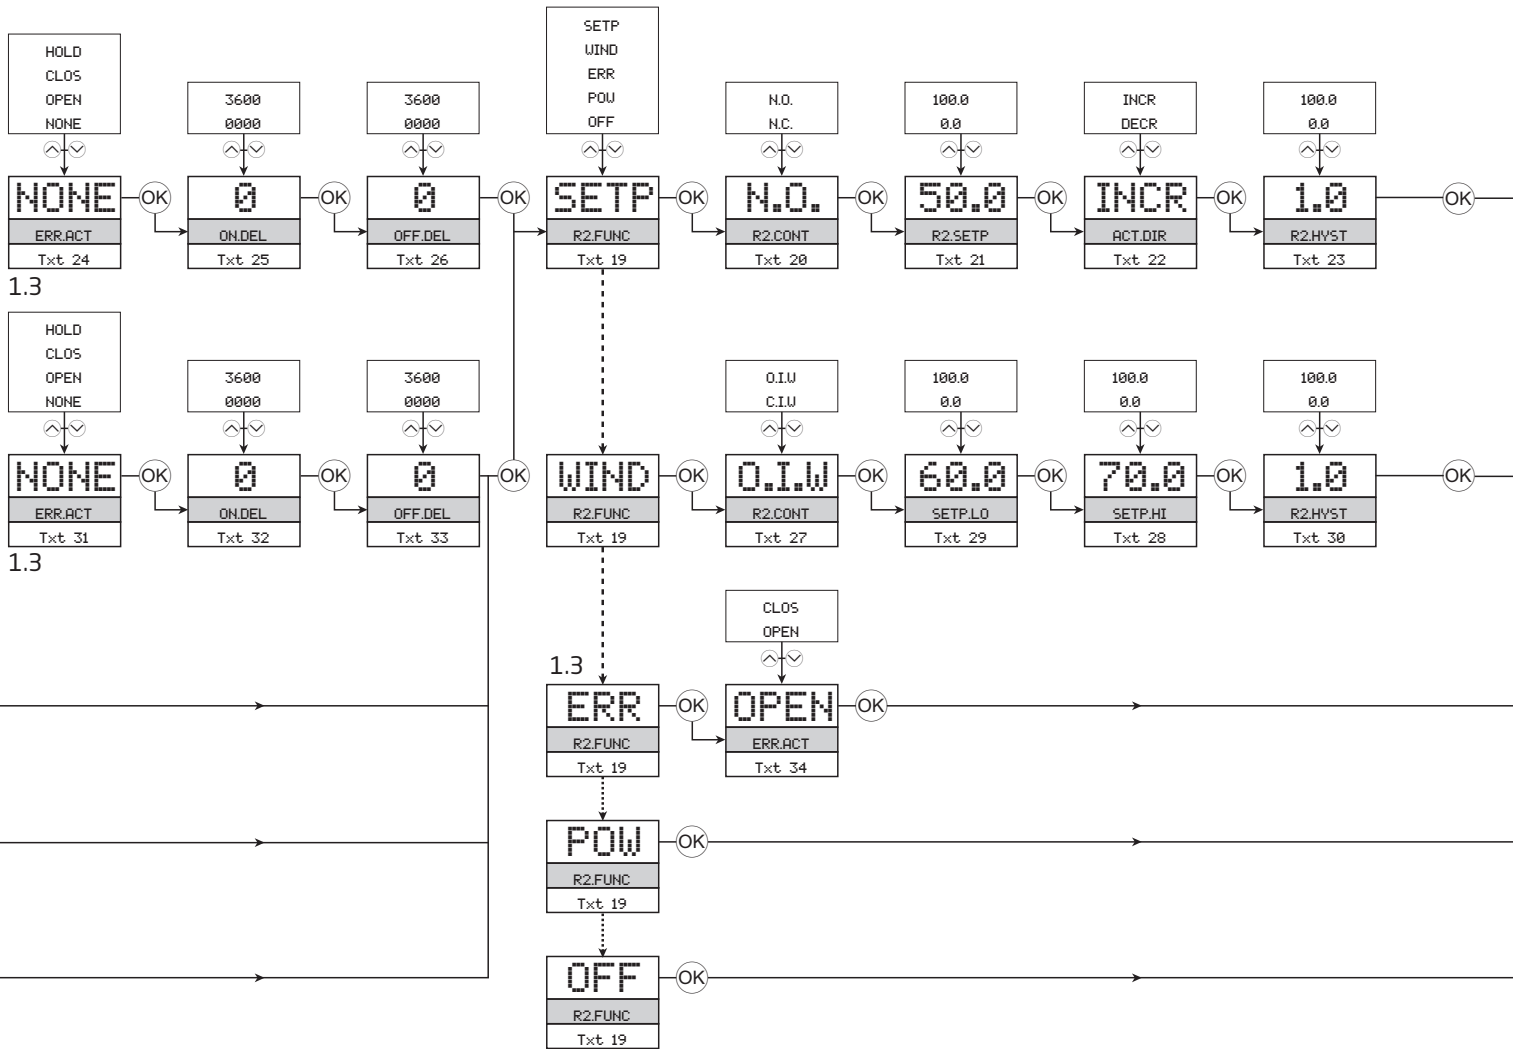 HOLD
CLOS
OPEN
NONE
NONE
ERR.ACT
Txt 24
1.3
OK
3600
0000
0
ON.DEL
Txt 25
OK
3600
0000
0
OFF.DEL
Txt 26
OK
SETP
WIND
ERR
POW
OFF
SETP
R2.FUNC
Txt 19
OK
N.O.
N.C.
N.O.
R2.CONT
Txt 20
OK
100.0
0.0
50.0
R2.SETP
Txt 21
OK
INCR
DECR
INCR
ACT.DIR
Txt 22
OK
100.0
0.0
1.0
R2.HYST
Txt 23
OK
HOLD
CLOS
OPEN
NONE
NONE
ERR.ACT
Txt 31
1.3
OK
3600
0000
0
ON.DEL
Txt 32
OK
3600
0000
0
OFF.DEL
Txt 33
OK
WIND
R2.FUNC
Txt 19
OK
O.I.W
C.I.W
O.I.W
R2.CONT
Txt 27
OK
100.0
0.0
60.0
SETP.LO
Txt 29
OK
100.0
0.0
70.0
SETP.HI
Txt 28
OK
100.0
0.0
1.0
R2.HYST
Txt 30
OK
1.3
ERR
R2.FUNC
Txt 19
OK
CLOS
OPEN
OPEN
ERR.ACT
Txt 34
OK
POW
R2.FUNC
Txt 19
OK
OFF
R2.FUNC
Txt 19
OK